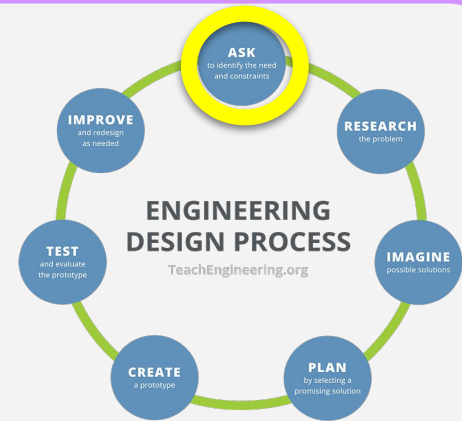 ASK
to identify the need
and constraints
RESEARCH
the problem
IMAGINE
possible solutions
PLAN
by selecting a
promising solution
CREATE
a prototype
TEST
and evaluate
the prototype
IMPROVE
and redesign
as needed
ENGINEERING
DESIGN PROCESS
TeachEngineering.org